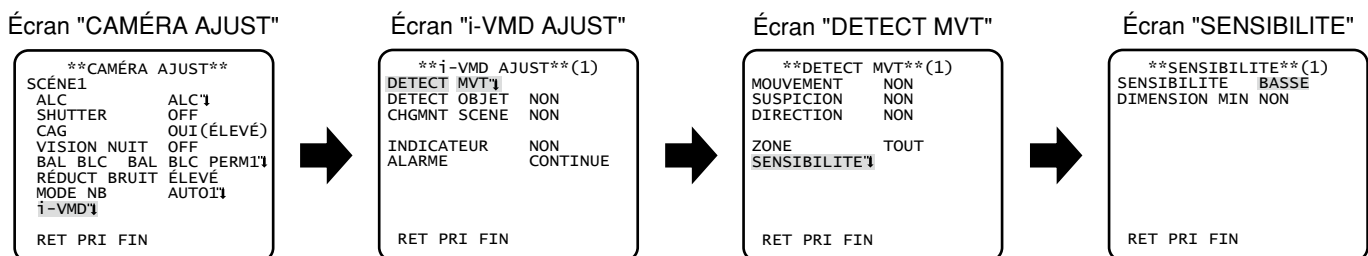 Écran "CAMÉRA AJUST"
**CAMÉRA AJUST**
SCÉNE1
ALC ALC
SHUTTER OFF
CAG OUI(ÉLEVÉ)
VISION NUIT OFF
BAL BLC BAL BLC PERM1
RÉDUCT BRUIT ÉLEVÉ
MODE NB AUTO1
i-VMD
RET PRI FIN
Écran "i-VMD AJUST"
**i-VMD AJUST**(1)
DETECT MVT
DETECT OBJET NON
CHGMNT SCENE NON
INDICATEUR NON
ALARME CONTINUE
RET PRI FIN
Écran "DETECT MVT"
**DETECT MVT**(1)
MOUVEMENT NON
SUSPICION NON
DIRECTION NON
ZONE TOUT
SENSIBILITE
RET PRI FIN
Écran "SENSIBILITE"
**SENSIBILITE**(1)
SENSIBILITE BASSE
DIMENSION MIN NON
RET PRI FIN